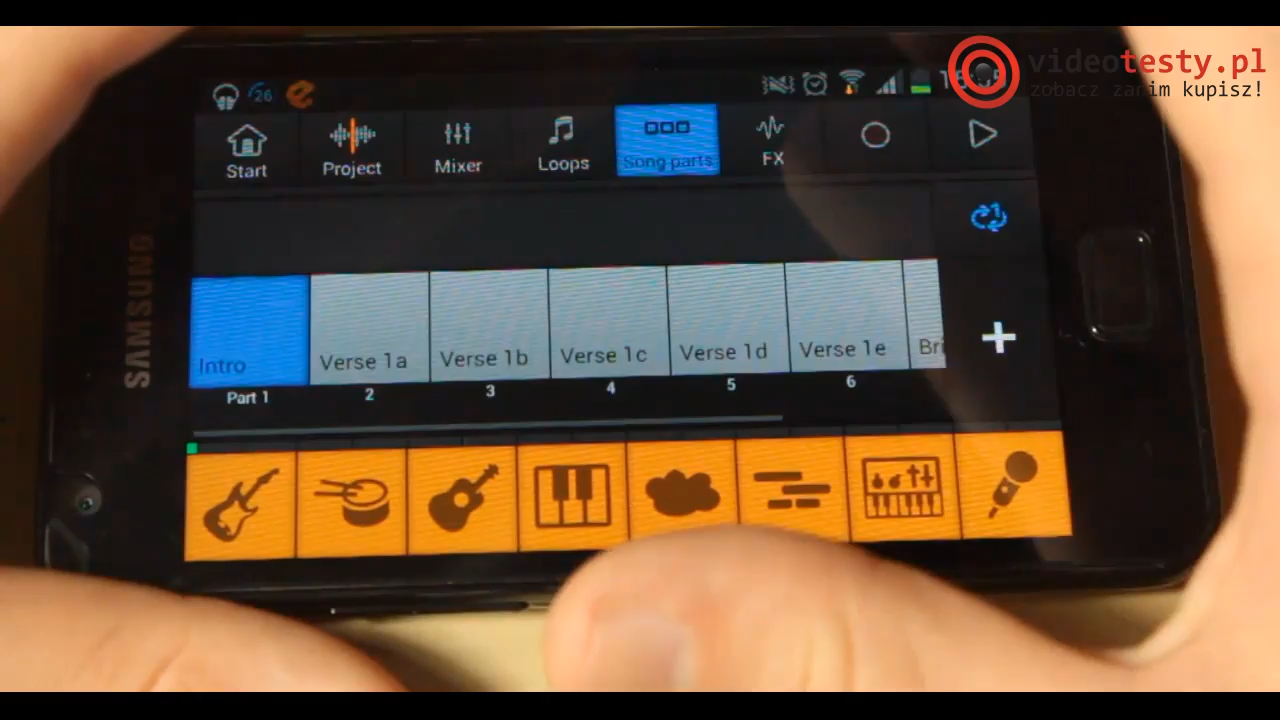 videotesty.pl
zobacz zanim kupisz!
26
Start
Project
Mixer
Loops
Song parts
FX
SAMSUNG
Intro
Verse 1a
Verse 1b
Verse 1c
Verse 1d
Verse 1e
Part 1
2
3
4
5
6